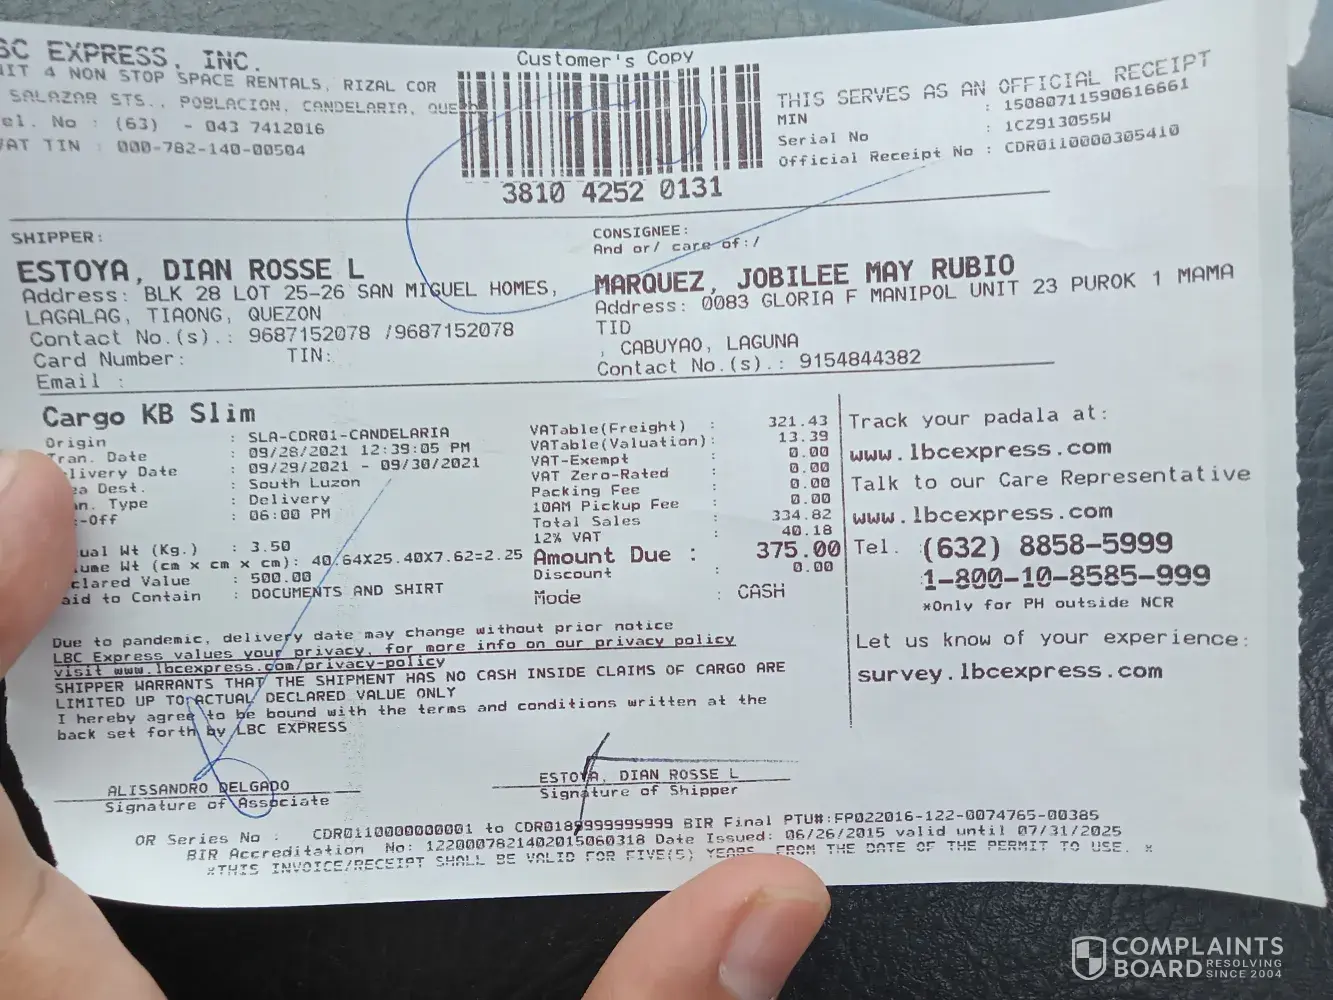 BC EXPRESS, INC.
NIT 4 NON STOP SPACE RENTALS, RIZAL COR
SALAZAR STS., POBLACION, CANDELARIA, QUE
el. No : (63) - 043 7412016
VAT TIN : 000-782-140-00504
Customer's Copy
3810 4252 0131
THIS SERVES AS AN OFFICIAL RECEIPT
MIN : 15080711590616661
Serial No : 1CZ913055W
Official Receipt No : CDR0110000305410
SHIPPER:
ESTOYA, DIAN ROSSE L
Address: BLK 28 LOT 25-26 SAN MIGUEL HOMES,
LAGALAG, TIAONG, QUEZON
Contact No.(s).: 9687152078 /9687152078
Card Number: TIN:
Email :
CONSIGNEE:
And or/ care of:/
MARQUEZ, JOBILEE MAY RUBIO
Address: 0083 GLORIA F MANIPOL UNIT 23 PUROK 1 MAMA
TID
, CABUYAO, LAGUNA
Contact No.(s).: 9154844382
Cargo KB Slim
Origin : SLA-CDR01-CANDELARIA
Tran. Date : 09/28/2021 12:39:05 PM
livery Date : 09/29/2021 - 09/30/2021
ea Dest. : South Luzon
an. Type : Delivery
-Off : 06:00 PM
ual Wt (Kg.) : 3.50
ume Wt (cm x cm x cm): 40.64X25.40X7.62=2.25
clared Value : 500.00
aid to Contain : DOCUMENTS AND SHIRT
VATable(Freight) : 321.43
VATable(Valuation): 13.39
VAT-Exempt : 0.00
VAT Zero-Rated : 0.00
Packing Fee : 0.00
10AM Pickup Fee : 0.00
Total Sales : 334.82
12% VAT : 40.18
Amount Due : 375.00
Discount : 0.00
Mode : CASH
Track your padala at:
www.lbcexpress.com
Talk to our Care Representative
www.lbcexpress.com
Tel. :(632) 8858-5999
1-800-10-8585-999
*Only for PH outside NCR
Let us know of your experience:
survey.lbcexpress.com
Due to pandemic, delivery date may change without prior notice
LBC Express values your privacy, for more info on our privacy policy
visit www.lbcexpress.com/privacy-policy
SHIPPER WARRANTS THAT THE SHIPMENT HAS NO CASH INSIDE CLAIMS OF CARGO ARE
LIMITED UP TO ACTUAL DECLARED VALUE ONLY
I hereby agree to be bound with the terms and conditions written at the
back set forth by LBC EXPRESS
ALISSANDRO DELGADO
Signature of Associate
ESTOYA, DIAN ROSSE L
Signature of Shipper
OR Series No : CDR0110000000001 to CDR0189999999999 BIR Final PTU#:FP022016-122-0074765-00385
BIR Accreditation No: 1220007821402015060318 Date Issued: 06/26/2015 valid until 07/31/2025
*THIS INVOICE/RECEIPT SHALL BE VALID FOR FIVE(5) YEARS FROM THE DATE OF THE PERMIT TO USE. *
COMPLAINTS
BOARD RESOLVING SINCE 2004